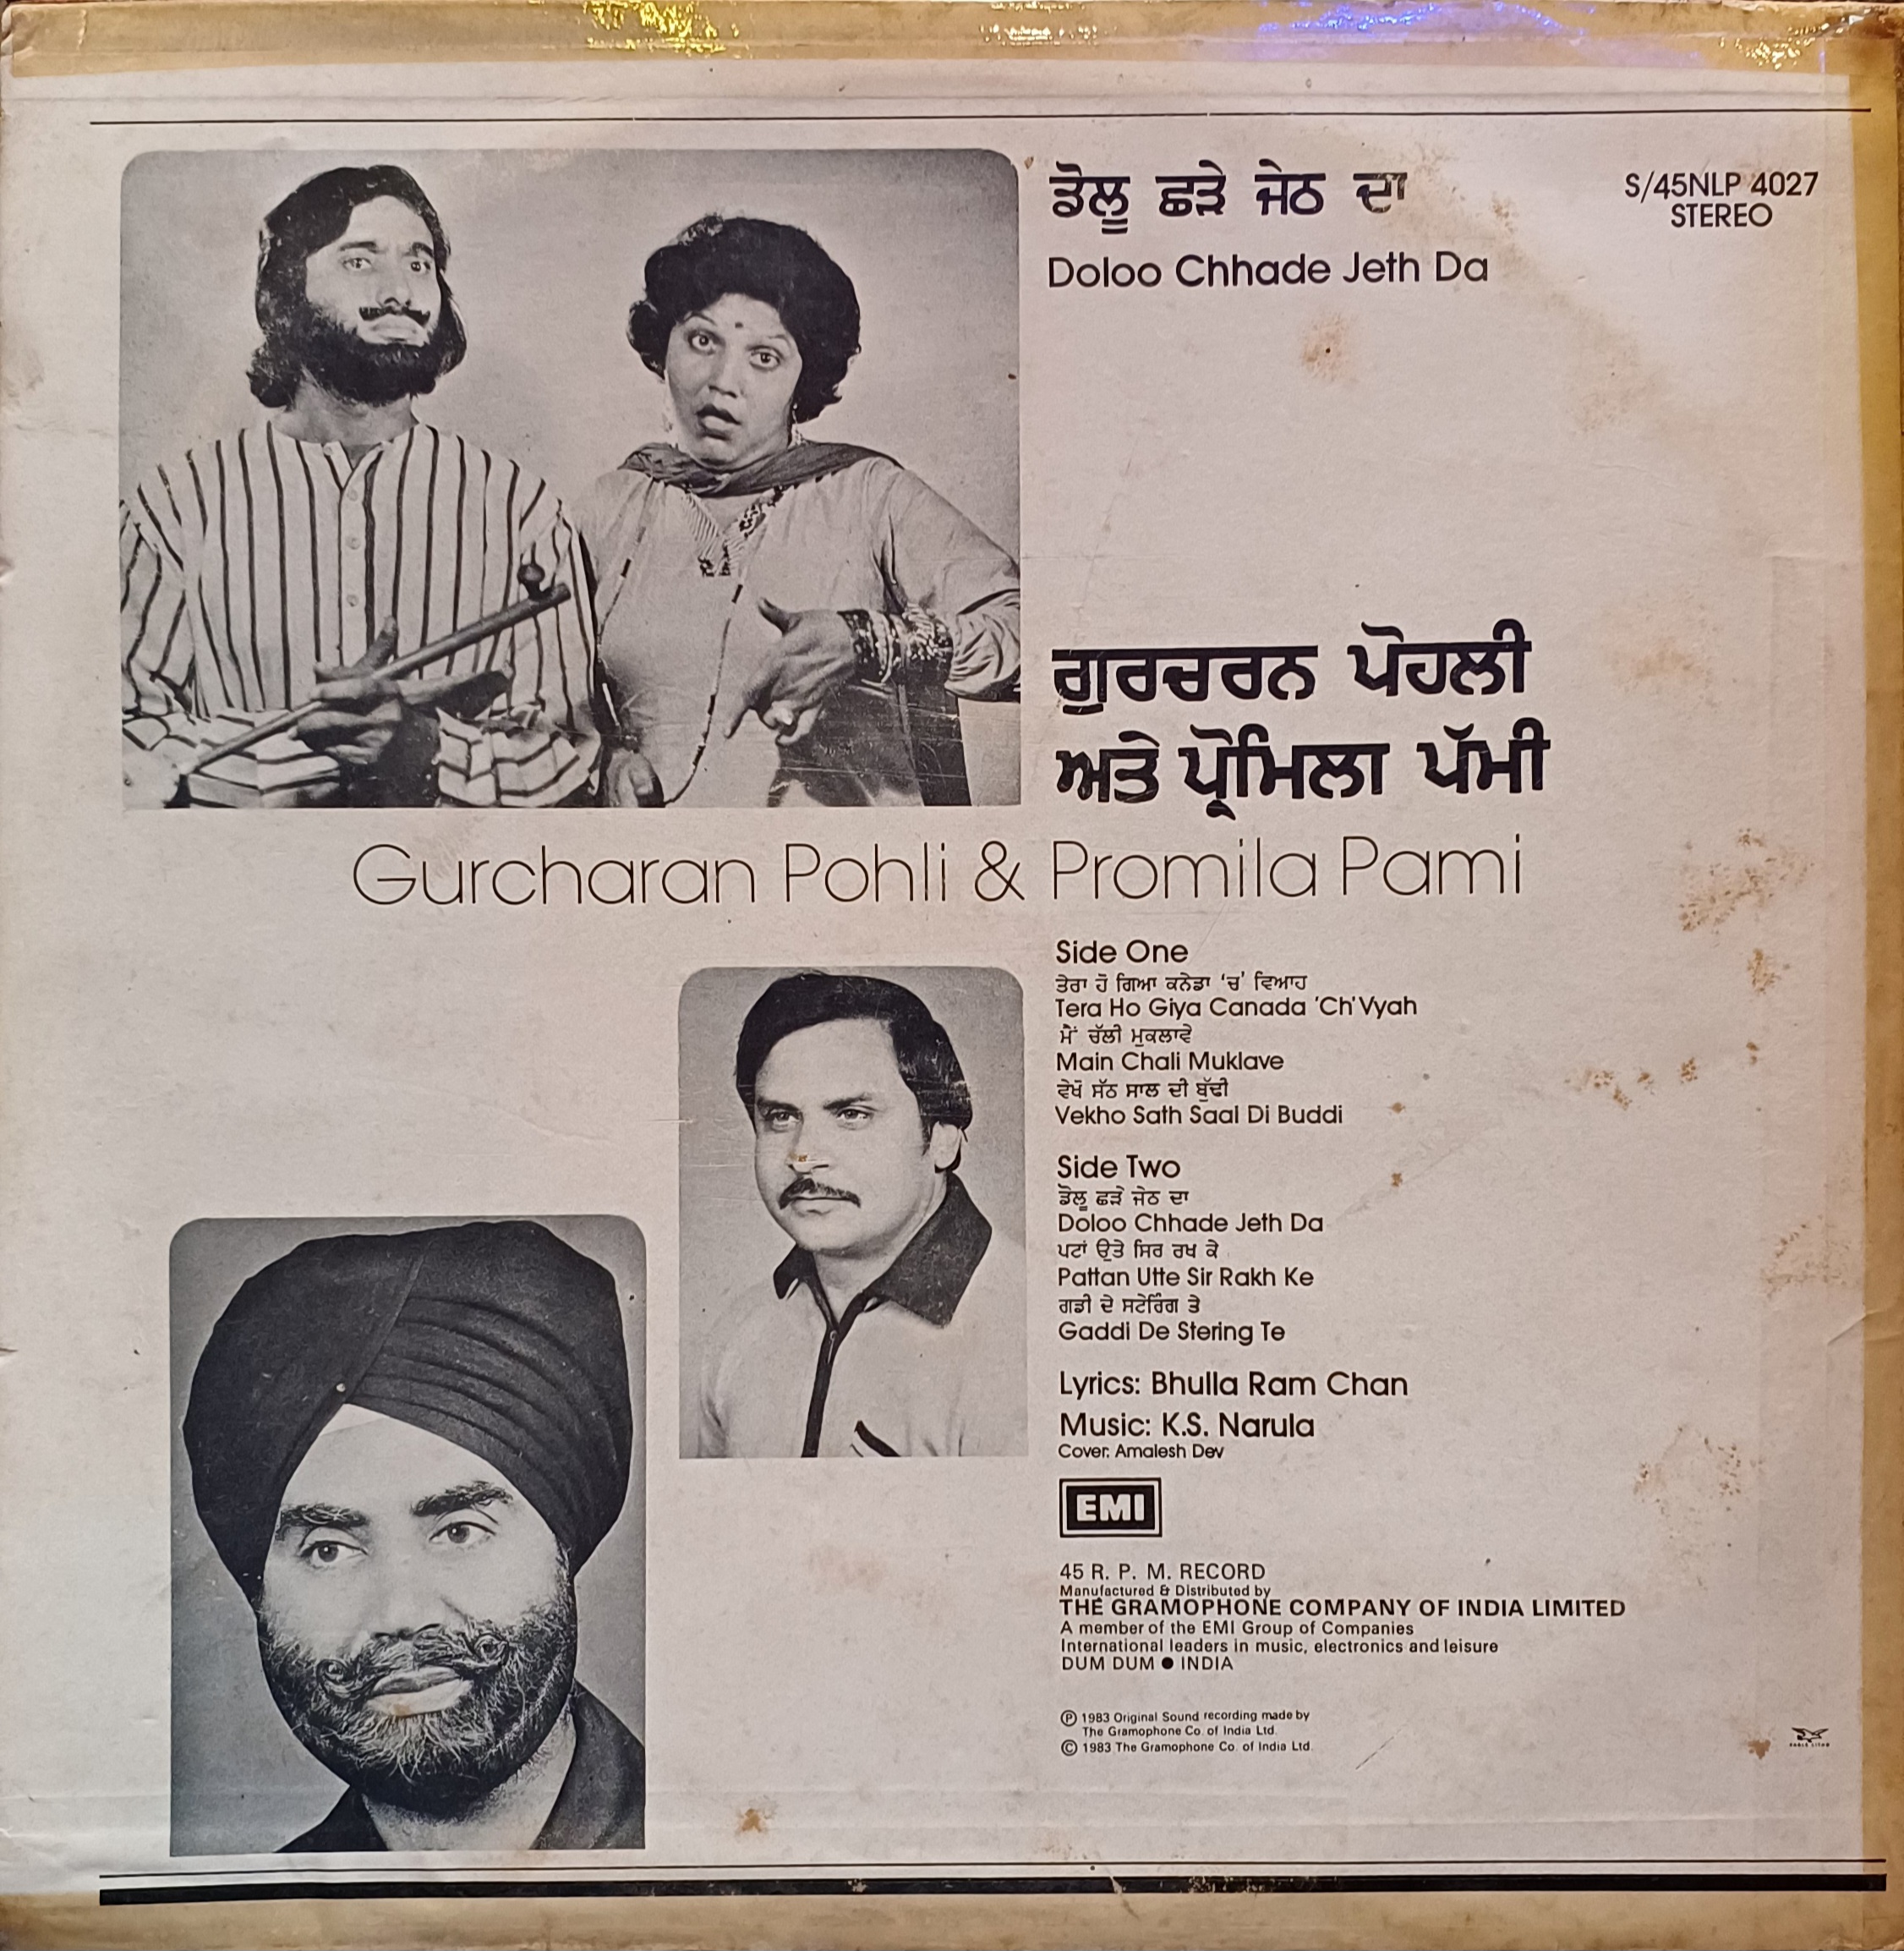 ਡੋਲੂ ਛੜੇ ਜੇਠ ਦਾ
Doloo Chhade Jeth Da
S/45NLP 4027
STEREO
ਗੁਰਚਰਨ ਪੋਹਲੀ
ਅਤੇ ਪ੍ਰੋਮਿਲਾ ਪੱਮੀ
Gurcharan Pohli & Promila Pami
Side One
ਤੇਰਾ ਹੋ ਗਿਆ ਕਨੇਡਾ 'ਚ' ਵਿਆਹ
Tera Ho Giya Canada 'Ch' Vyah
ਮੈਂ ਚੱਲੀ ਮੁਕਲਾਵੇ
Main Chali Muklave
ਵੇਖੋ ਸੱਠ ਸਾਲ ਦੀ ਬੁੱਢੀ
Vekho Sath Saal Di Buddi
Side Two
ਡੋਲੂ ਛੜੇ ਜੇਠ ਦਾ
Doloo Chhade Jeth Da
ਪਟਾਂ ਉਤੇ ਸਿਰ ਰਖ ਕੇ
Pattan Utte Sir Rakh Ke
ਗਡੀ ਦੇ ਸਟੇਰਿੰਗ ਤੇ
Gaddi De Stering Te
Lyrics: Bhulla Ram Chan
Music: K.S. Narula
Cover: Amalesh Dev
EMI
45 R. P. M. RECORD
Manufactured & Distributed by
THE GRAMOPHONE COMPANY OF INDIA LIMITED
A member of the EMI Group of Companies
International leaders in music, electronics and leisure
DUM DUM ● INDIA
℗ 1983 Original Sound recording made by
The Gramophone Co. of India Ltd.
© 1983 The Gramophone Co. of India Ltd.